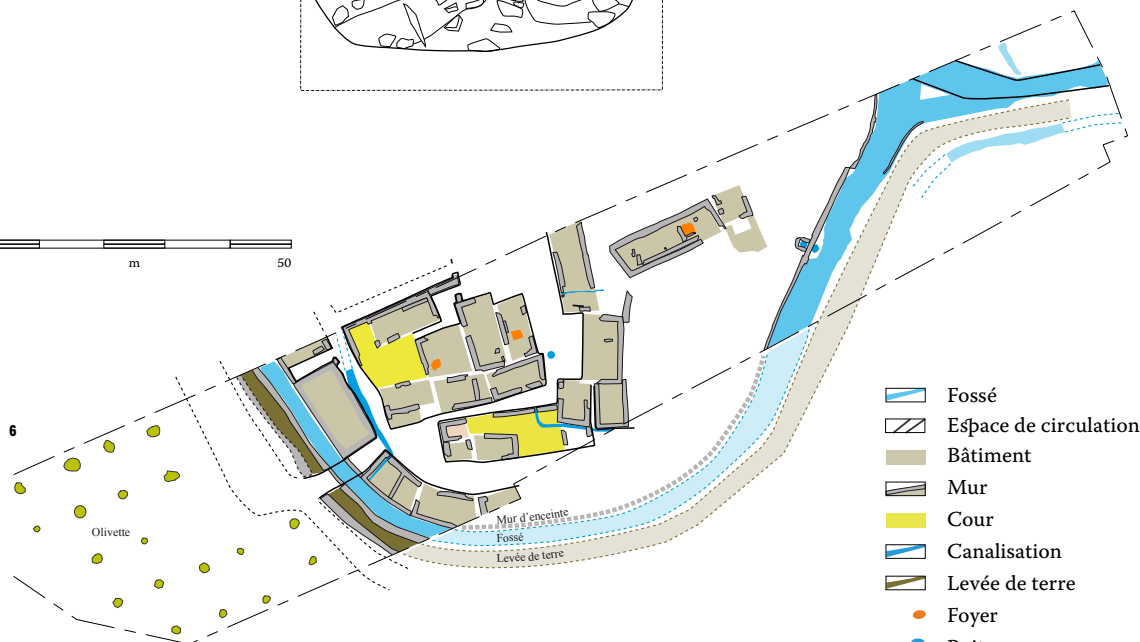 m
50
6
Olivette
Mur d'enceinte
Fossé
Levée de terre
Fossé
Espace de circulation
Bâtiment
Mur
Cour
Canalisation
Levée de terre
Foyer